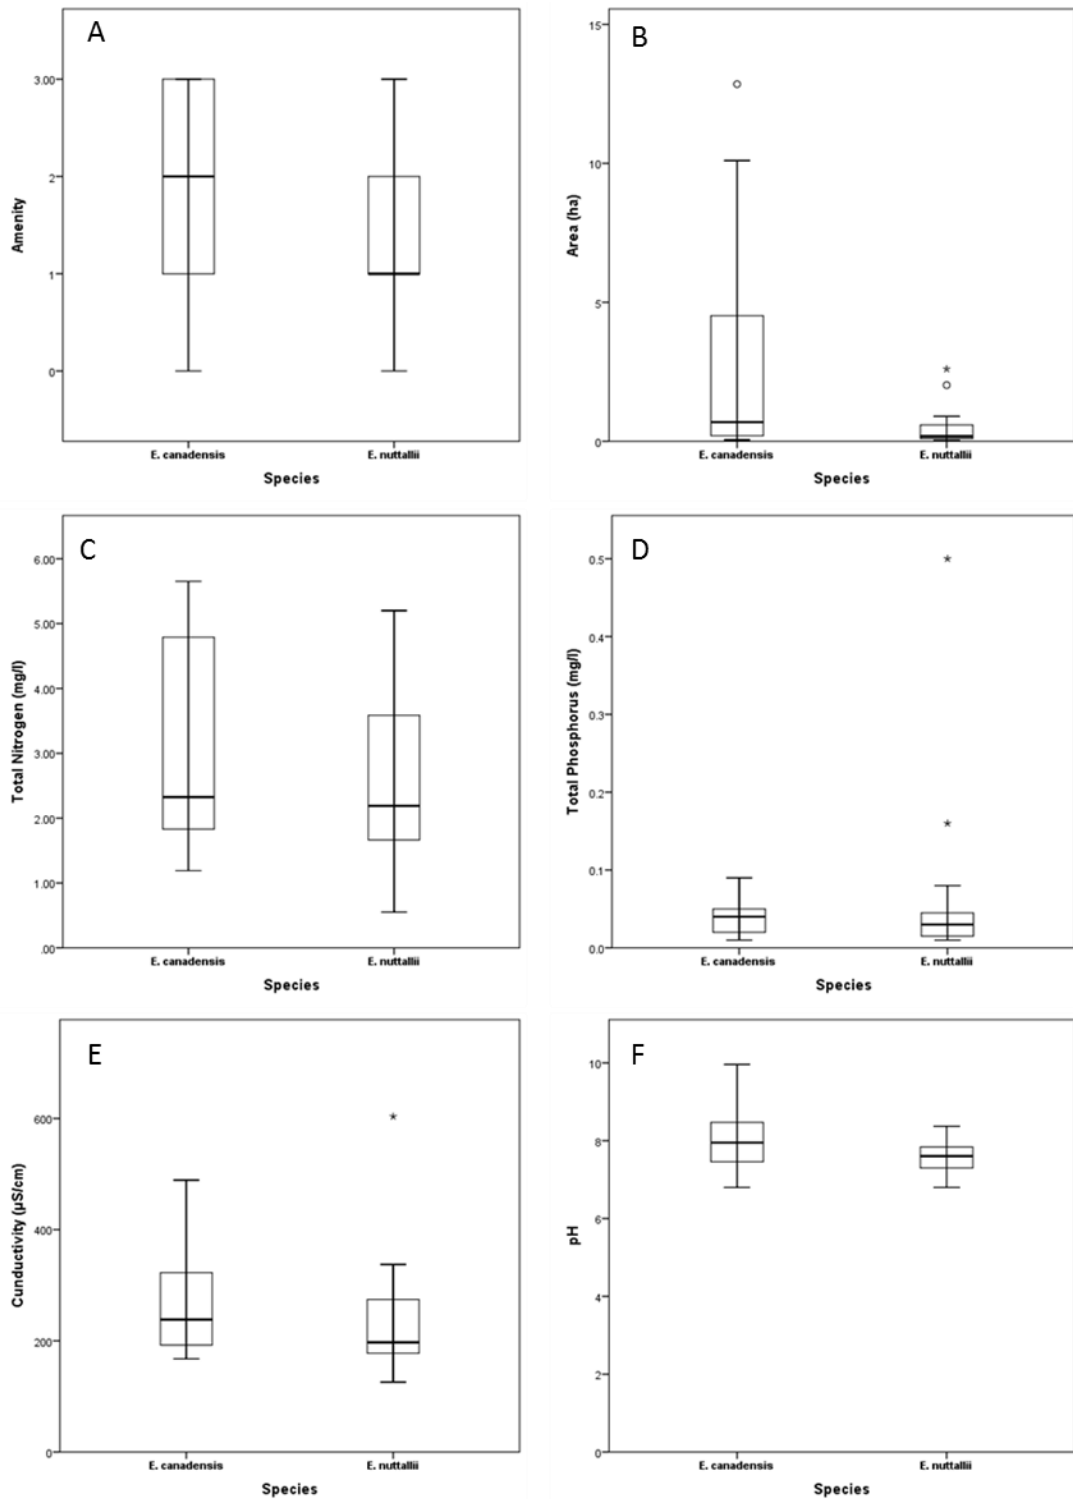 A
3.00
2
1
0
Amenity
E. canadensis E. nuttallii
Species
B
15
10
5
0
Area (ha)
E. canadensis E. nuttallii
Species
C
6.00
5.00
4.00
3.00
2.00
1.00
.00
Total Nitrogen (mg/l)
E. canadensis E. nuttallii
Species
D
0.5
0.4
0.3
0.2
0.1
0.0
Total Phosphorus (mg/l)
E. canadensis E. nuttallii
Species
E
600
400
200
0
Cunductivity (µS/cm)
E. canadensis E. nuttallii
Species
F
10
8
6
4
2
0
pH
E. canadensis E. nuttallii
Species